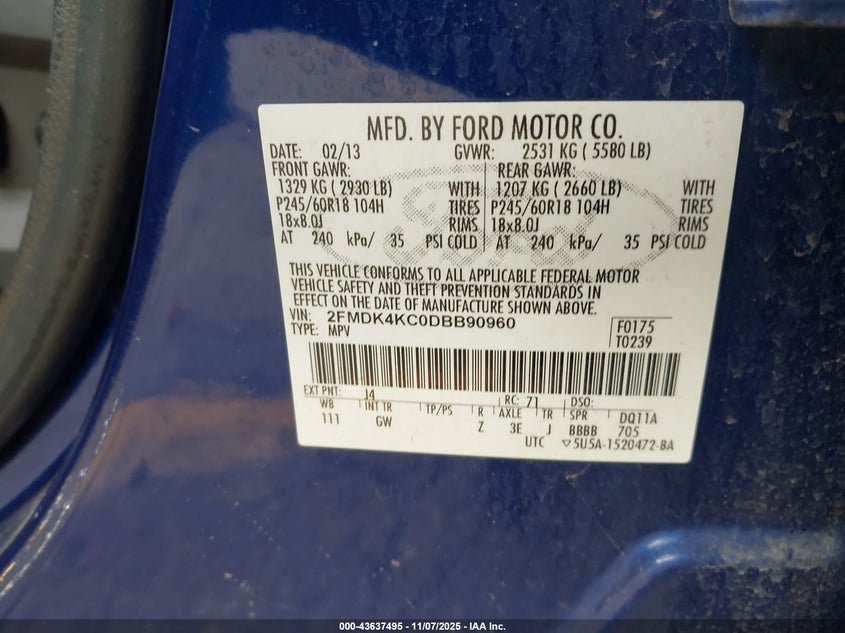 MFD. BY FORD MOTOR CO.
DATE: 02/13 GVWR: 2531 KG ( 5580 LB)
FRONT GAWR: REAR GAWR:
1329 KG ( 2930 LB) WITH 1207 KG ( 2660 LB) WITH
P245/60R18 104H TIRES P245/60R18 104H TIRES
18x8.0J RIMS 18x8.0J RIMS
AT 240 kPa/ 35 PSI COLD AT 240 kPa/ 35 PSI COLD
THIS VEHICLE CONFORMS TO ALL APPLICABLE FEDERAL MOTOR
VEHICLE SAFETY AND THEFT PREVENTION STANDARDS IN
EFFECT ON THE DATE OF MANUFACTURE SHOWN ABOVE.
VIN: 2FMDK4KC0DBB90960 F0175
TYPE: MPV T0239
EXT PNT: J4 RC: 71 DSO:
WB INT TR TP/PS R AXLE TR SPR DQ11A
111 GW Z 3E J BBBB 705
UTC ▽5U5A-1520472-BA
000-43637495 - 11/07/2025 - IAA Inc.